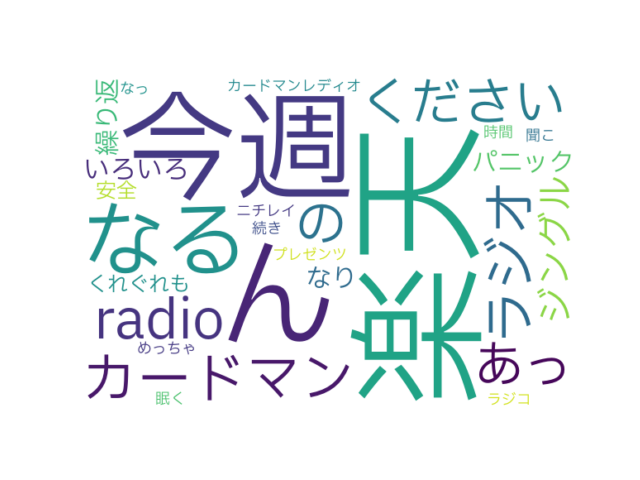 なっ
カードマンレディオ
繰り返
今週
ください
時間
聞こ
いろいろ
パニック
安全
楽天
ラジオ
ジングル
なる
ニチレイ
の
続き
ん
プレゼンツ
くれぐれも
なり
radio
めっちゃ
カードマン
あっ
眠く
ラジコ